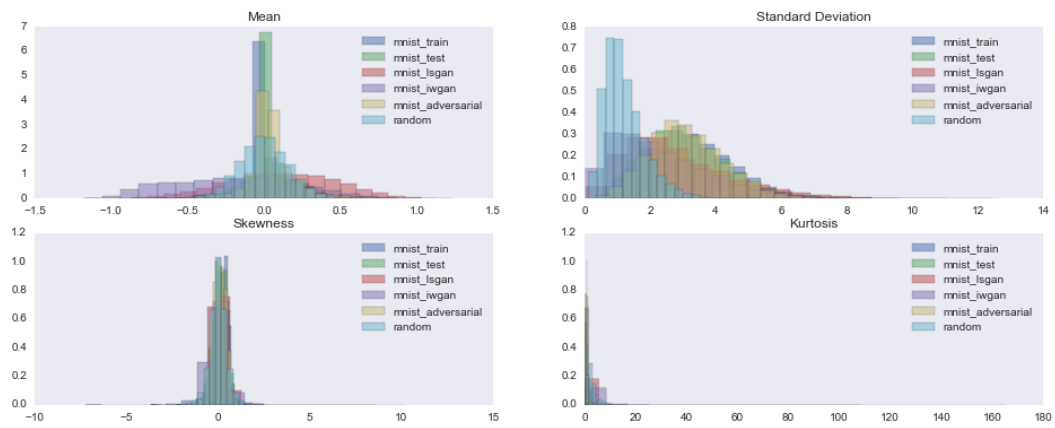 Mean
7
6
5
4
3
2
1
0
−1.5 −1.0 −0.5 0.0 0.5 1.0 1.5
mnist_train
mnist_test
mnist_lsgan
mnist_iwgan
mnist_adversarial
random
Standard Deviation
0.8
0.7
0.6
0.5
0.4
0.3
0.2
0.1
0.0
0 2 4 6 8 10 12 14
mnist_train
mnist_test
mnist_lsgan
mnist_iwgan
mnist_adversarial
random
Skewness
1.2
1.0
0.8
0.6
0.4
0.2
0.0
−10 −5 0 5 10 15
mnist_train
mnist_test
mnist_lsgan
mnist_iwgan
mnist_adversarial
random
Kurtosis
1.2
1.0
0.8
0.6
0.4
0.2
0.0
0 20 40 60 80 100 120 140 160 180
mnist_train
mnist_test
mnist_lsgan
mnist_iwgan
mnist_adversarial
random